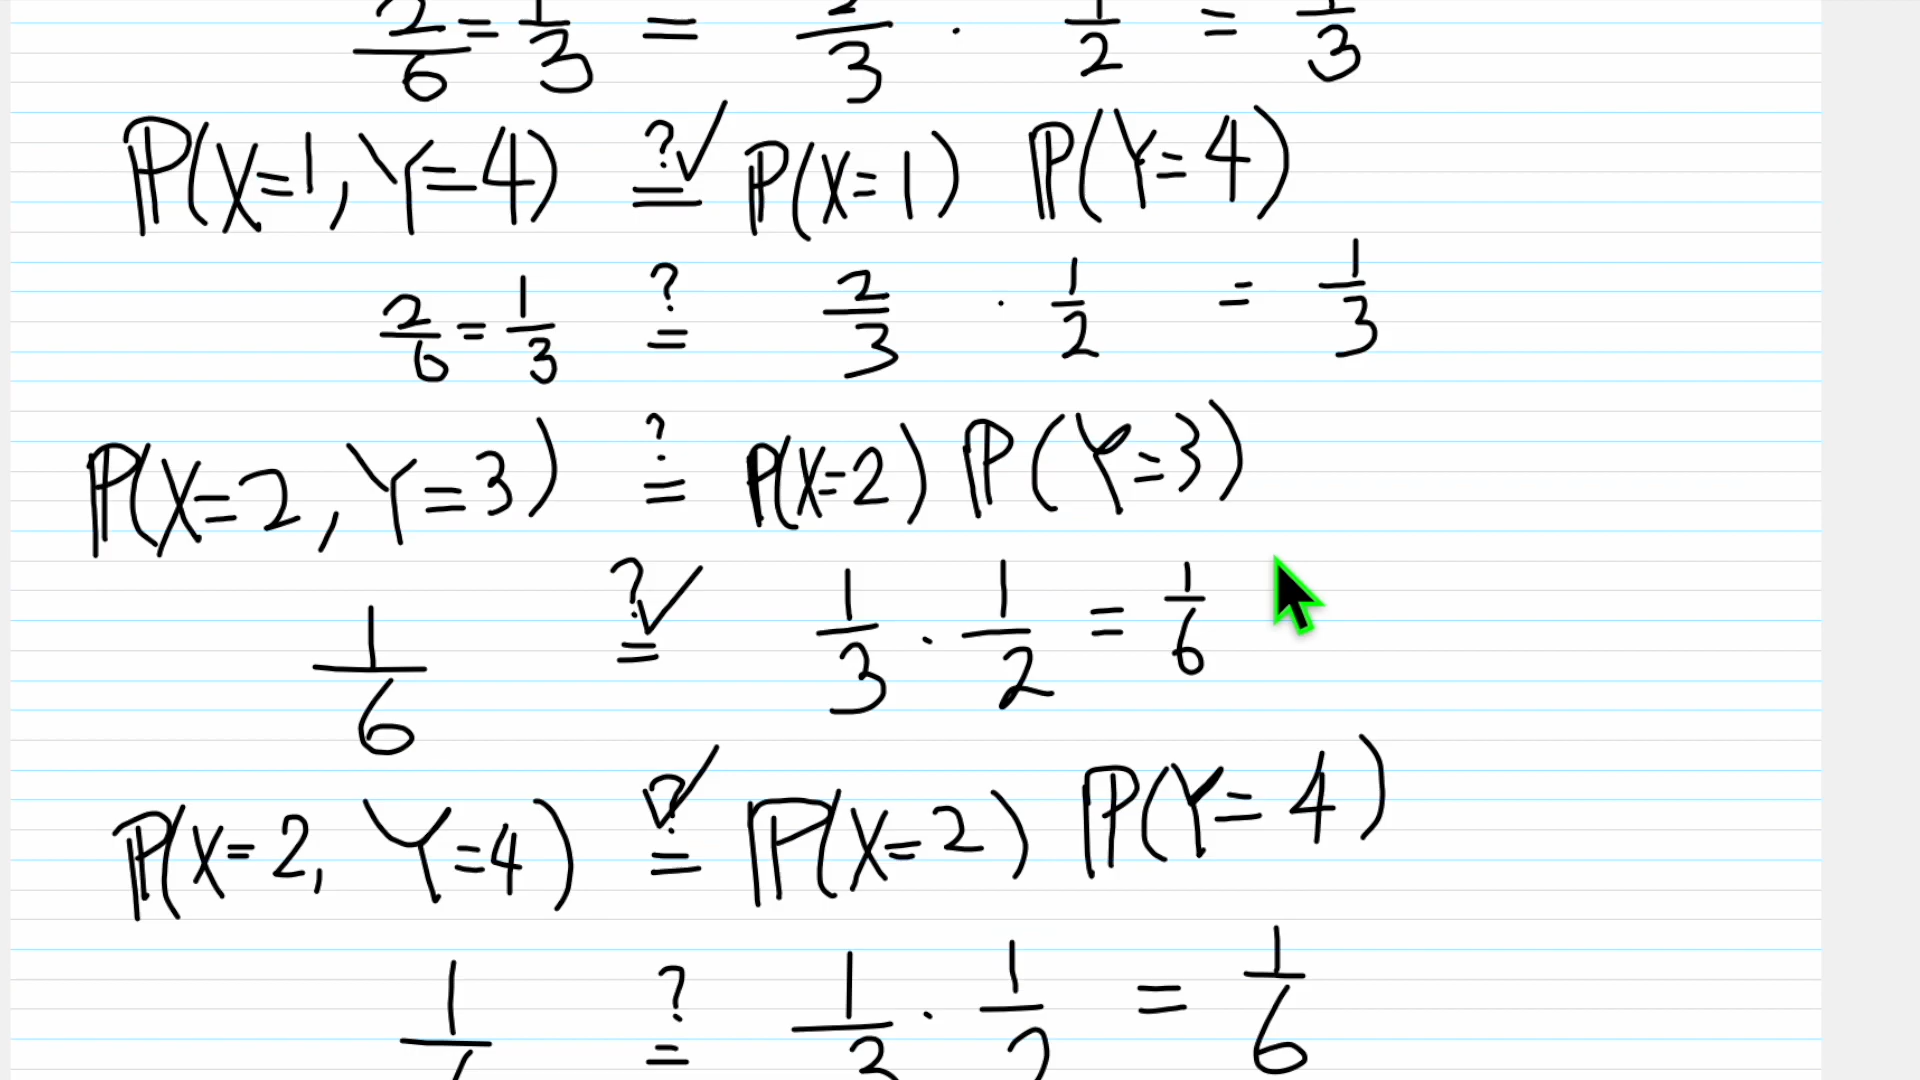 2/6 = 1/3 = 2/3 · 1/2 = 1/3
ℙ(X=1, Y=4) ?= ✓ ℙ(X=1) ℙ(Y=4)
2/6 = 1/3 ?= 2/3 · 1/2 = 1/3
ℙ(X=2, Y=3) ?= ℙ(X=2) ℙ(Y=3)
1/6 ?= ✓ 1/3 · 1/2 = 1/6
ℙ(X=2, Y=4) ?= ✓ ℙ(X=2) ℙ(Y=4)
1/6 ?= 1/3 · 1/2 = 1/6